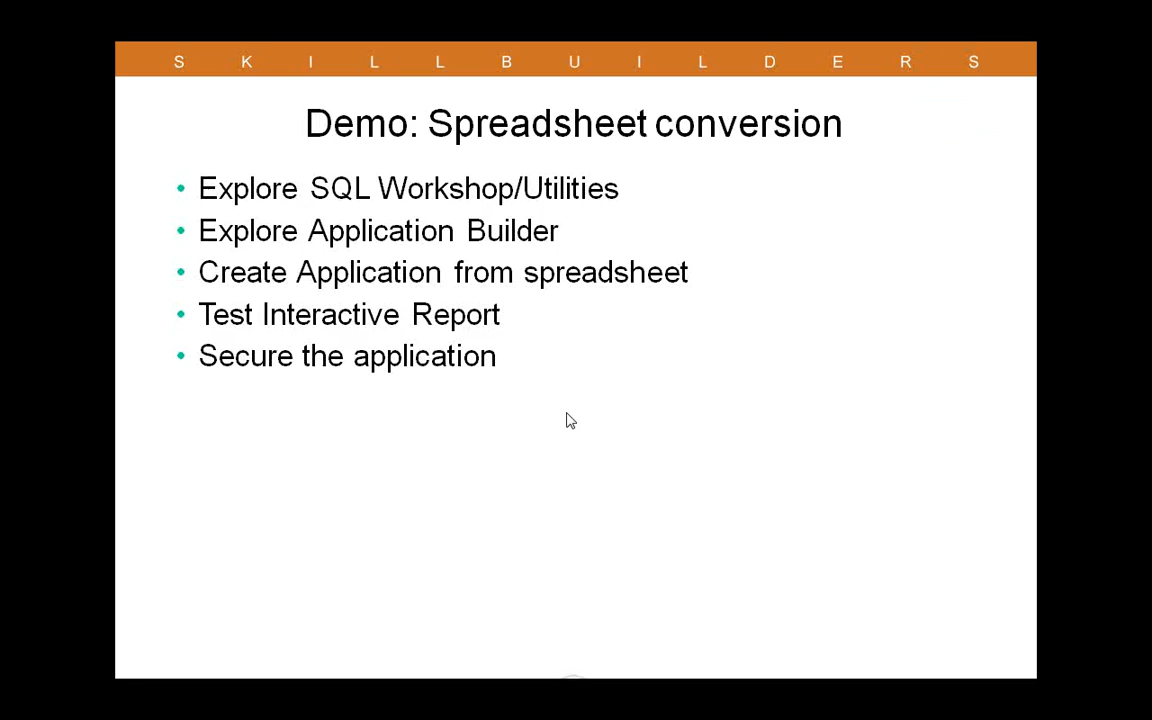 S K I L L B U I L D E R S
Demo: Spreadsheet conversion
• Explore SQL Workshop/Utilities
• Explore Application Builder
• Create Application from spreadsheet
• Test Interactive Report
• Secure the application